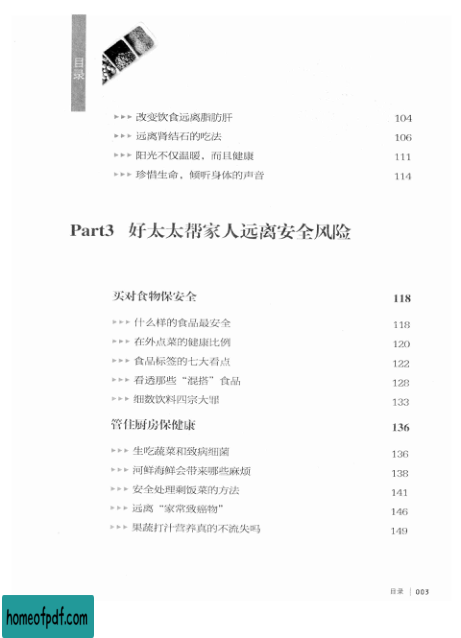 目录
▸▸▸ 改变饮食远离脂肪肝 104
▸▸▸ 远离肾结石的吃法 106
▸▸▸ 阳光不仅温暖，而且健康 111
▸▸▸ 珍惜生命，倾听身体的声音 114
Part3 好太太帮家人远离安全风险
买对食物保安全 118
▸▸▸ 什么样的食品最安全 118
▸▸▸ 在外点菜的健康比例 120
▸▸▸ 食品标签的七大看点 122
▸▸▸ 看透那些“混搭”食品 128
▸▸▸ 细数饮料四宗大罪 133
管住厨房保健康 136
▸▸▸ 生吃蔬菜和致病细菌 136
▸▸▸ 河鲜海鲜会带来哪些麻烦 138
▸▸▸ 安全处理剩饭菜的方法 141
▸▸▸ 远离“家常致癌物” 146
▸▸▸ 果蔬打汁营养真的不流失吗 149
目录 | 003
homeofpdf.com